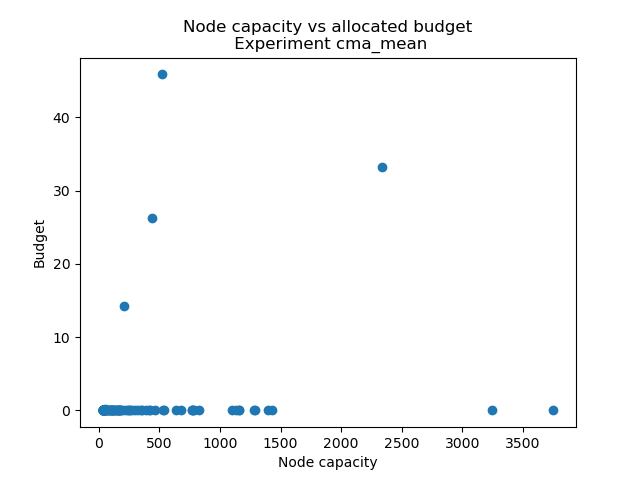 Node capacity vs allocated budget
Experiment cma_mean
Budget
40
30
20
10
0
0 500 1000 1500 2000 2500 3000 3500
Node capacity